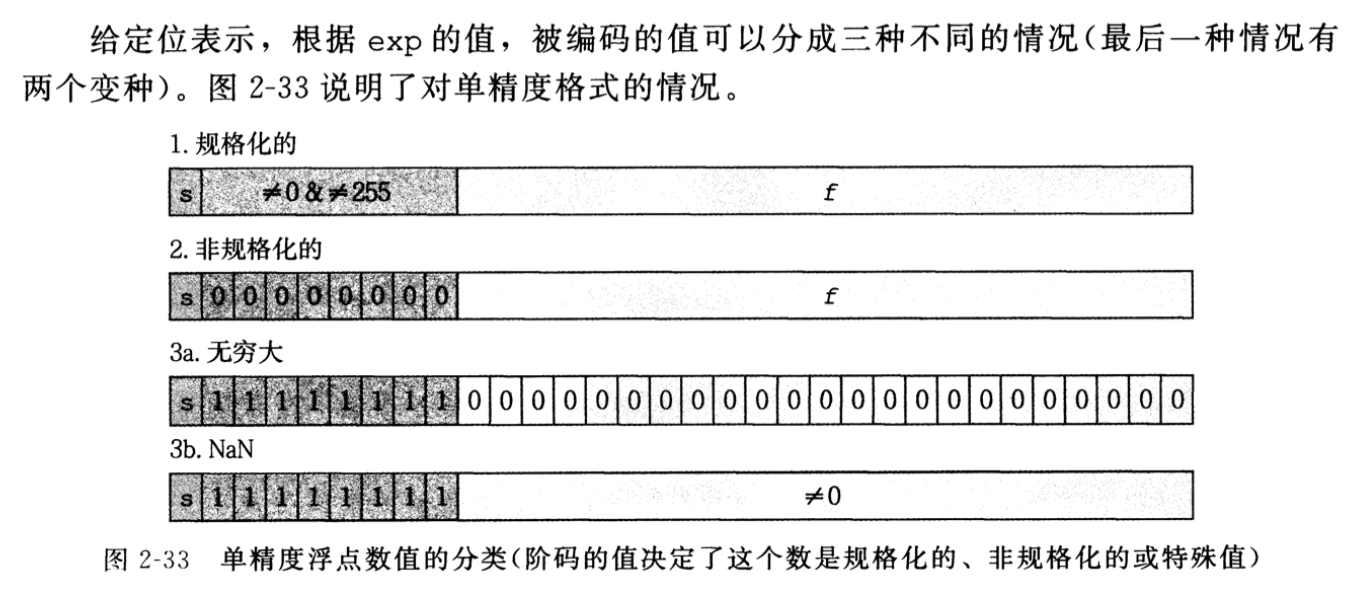 给定位表示，根据 exp 的值，被编码的值可以分成三种不同的情况(最后一种情况有
两个变种)。图 2-33 说明了对单精度格式的情况。
1. 规格化的
s ≠0&≠255 f
2. 非规格化的
s 0 0 0 0 0 0 0 0 f
3a. 无穷大
s 1 1 1 1 1 1 1 1 0 0 0 0 0 0 0 0 0 0 0 0 0 0 0 0 0 0 0 0 0 0 0
3b. NaN
s 1 1 1 1 1 1 1 1 ≠0
图 2-33 单精度浮点数值的分类(阶码的值决定了这个数是规格化的、非规格化的或特殊值)